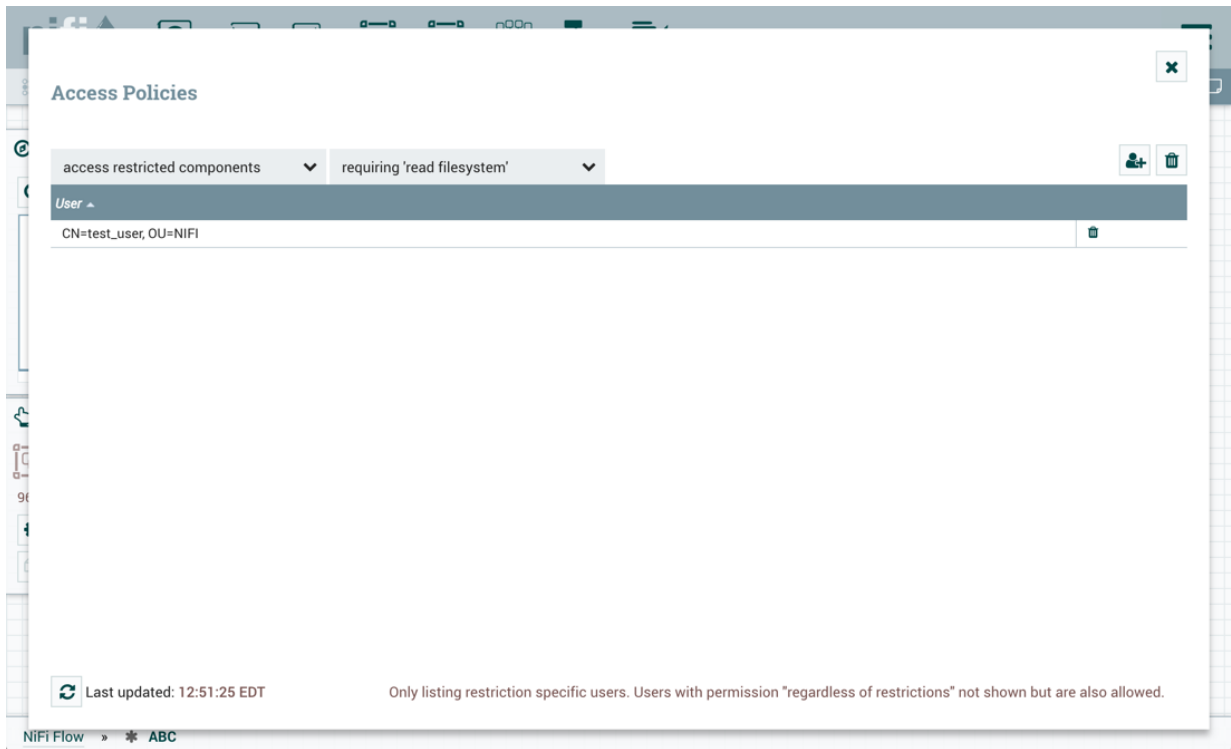 Access Policies
access restricted components
requiring 'read filesystem'
User
CN=test_user, OU=NIFI
Last updated: 12:51:25 EDT
Only listing restriction specific users. Users with permission "regardless of restrictions" not shown but are also allowed.
NiFi Flow » ABC